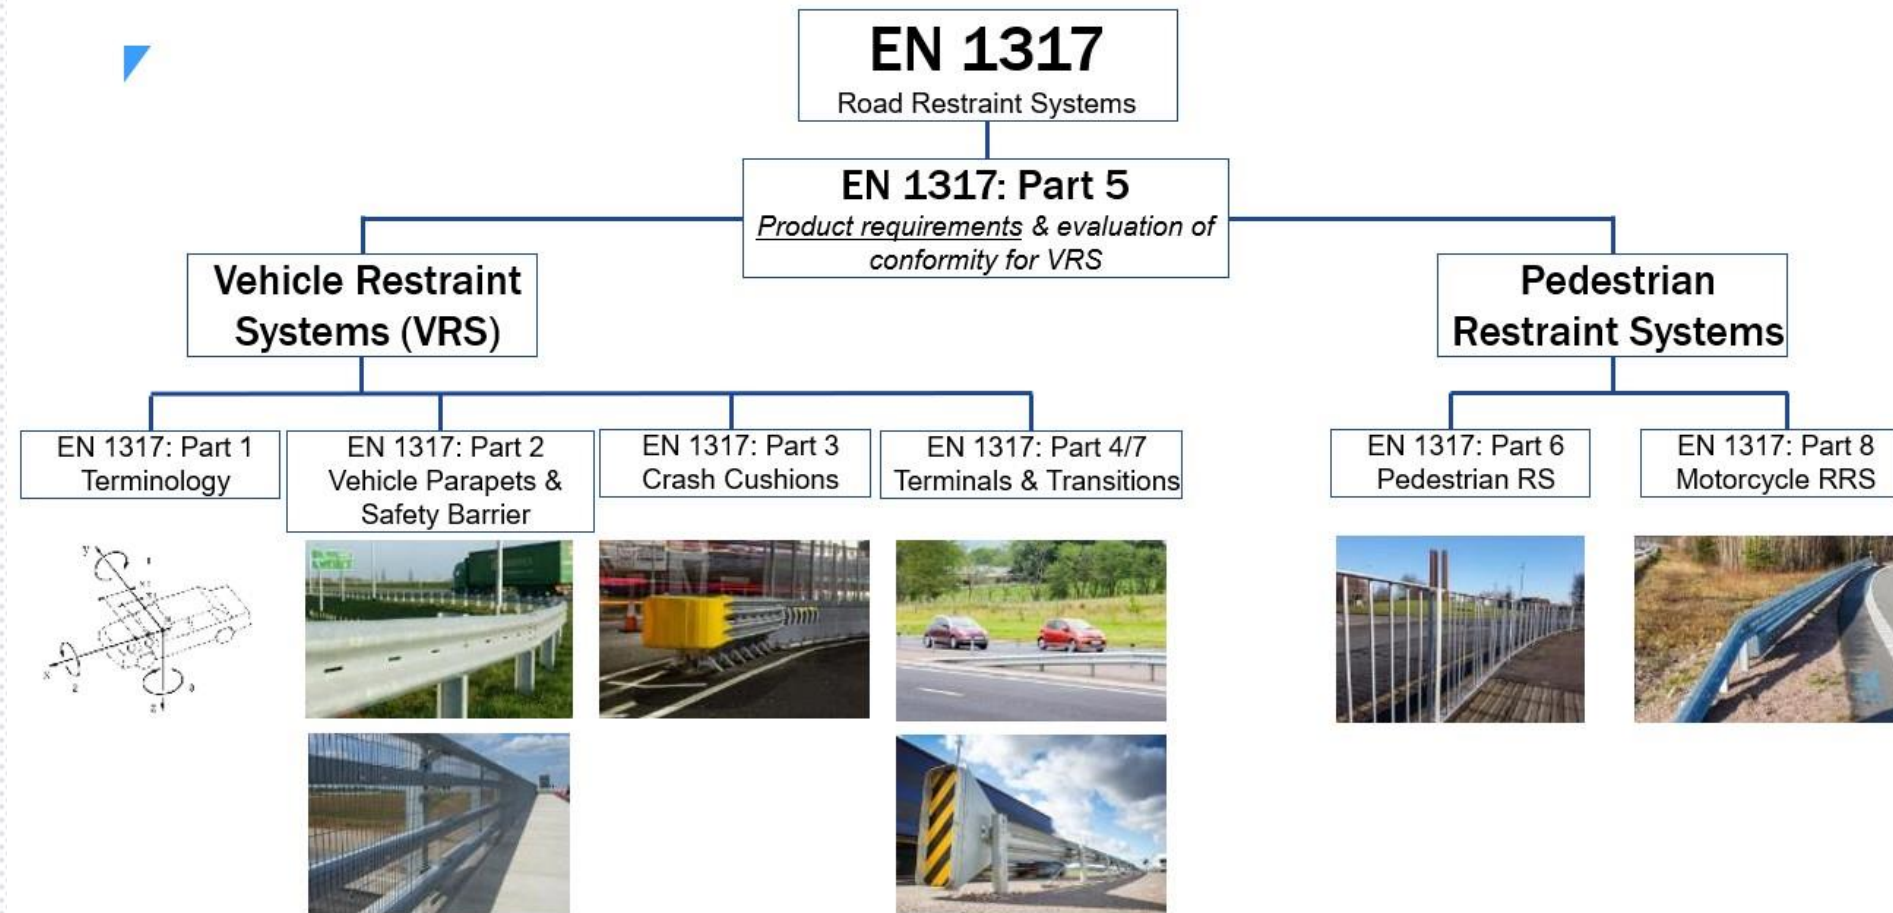 EN 1317
Road Restraint Systems
EN 1317: Part 5
Product requirements & evaluation of
conformity for VRS
Vehicle Restraint
Systems (VRS)
Pedestrian
Restraint Systems
EN 1317: Part 1
Terminology
EN 1317: Part 2
Vehicle Parapets &
Safety Barrier
EN 1317: Part 3
Crash Cushions
EN 1317: Part 4/7
Terminals & Transitions
EN 1317: Part 6
Pedestrian RS
EN 1317: Part 8
Motorcycle RRS
y
x
2
3
z